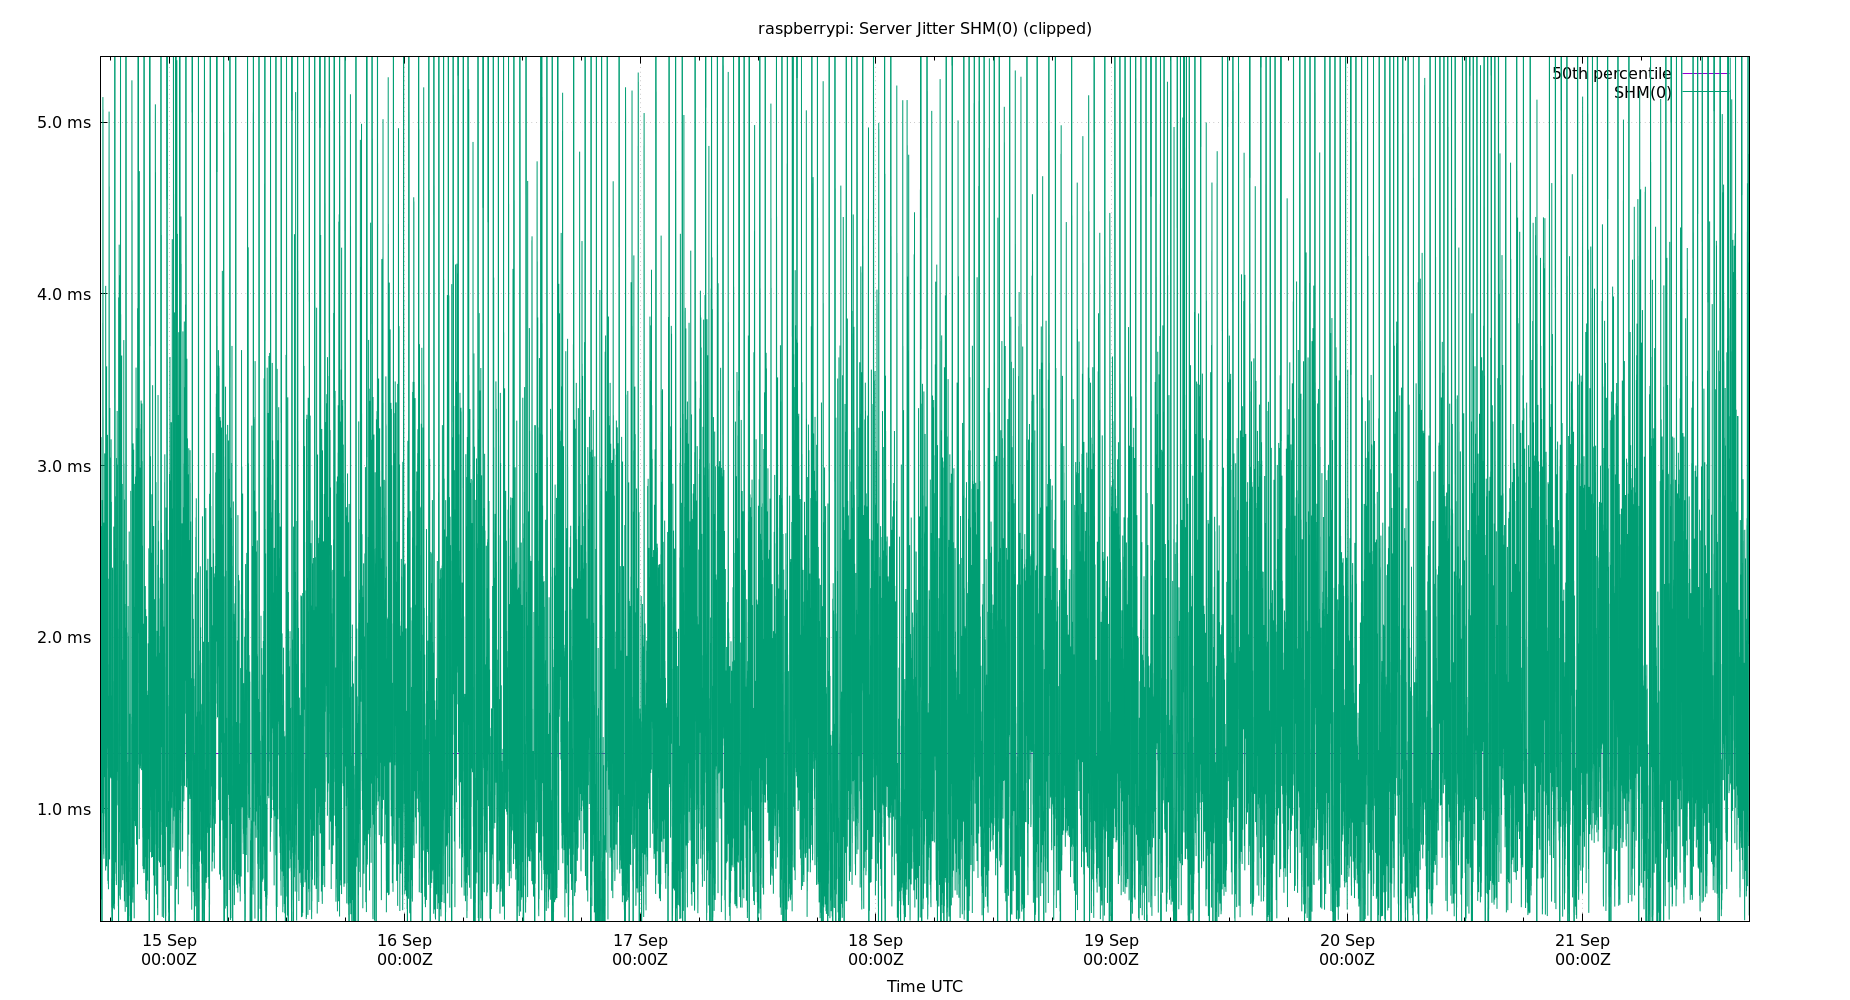 raspberrypi: Server Jitter SHM(0) (clipped)
50th percentile
SHM(0)
5.0 ms
4.0 ms
3.0 ms
2.0 ms
1.0 ms
15 Sep 16 Sep 17 Sep 18 Sep 19 Sep 20 Sep 21 Sep
00:00Z 00:00Z 00:00Z 00:00Z 00:00Z 00:00Z 00:00Z
Time UTC